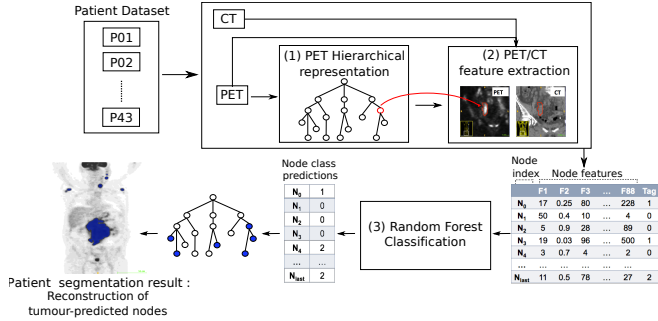 Patient Dataset
P01
P02
P43
CT
PET
(1) PET Hierarchical
representation
(2) PET/CT
feature extraction
PET
CT
Node
index
Node features
F1 F2 F3 ... F88 Tag
N0 17 0.25 80 ... 228 1
N1 50 0.4 10 ... 4 0
N2 5 0.9 28 ... 89 0
N3 19 0.03 96 ... 500 1
N4 3 0.7 4 ... 2 0
... ... ... ... ... ...
Nlast 11 0.5 78 ... 27 2
(3) Random Forest
Classification
Node class
predictions
N0 1
N1 0
N2 0
N3 0
N4 2
... ...
Nlast 2
Patient segmentation result :
Reconstruction of
tumour-predicted nodes